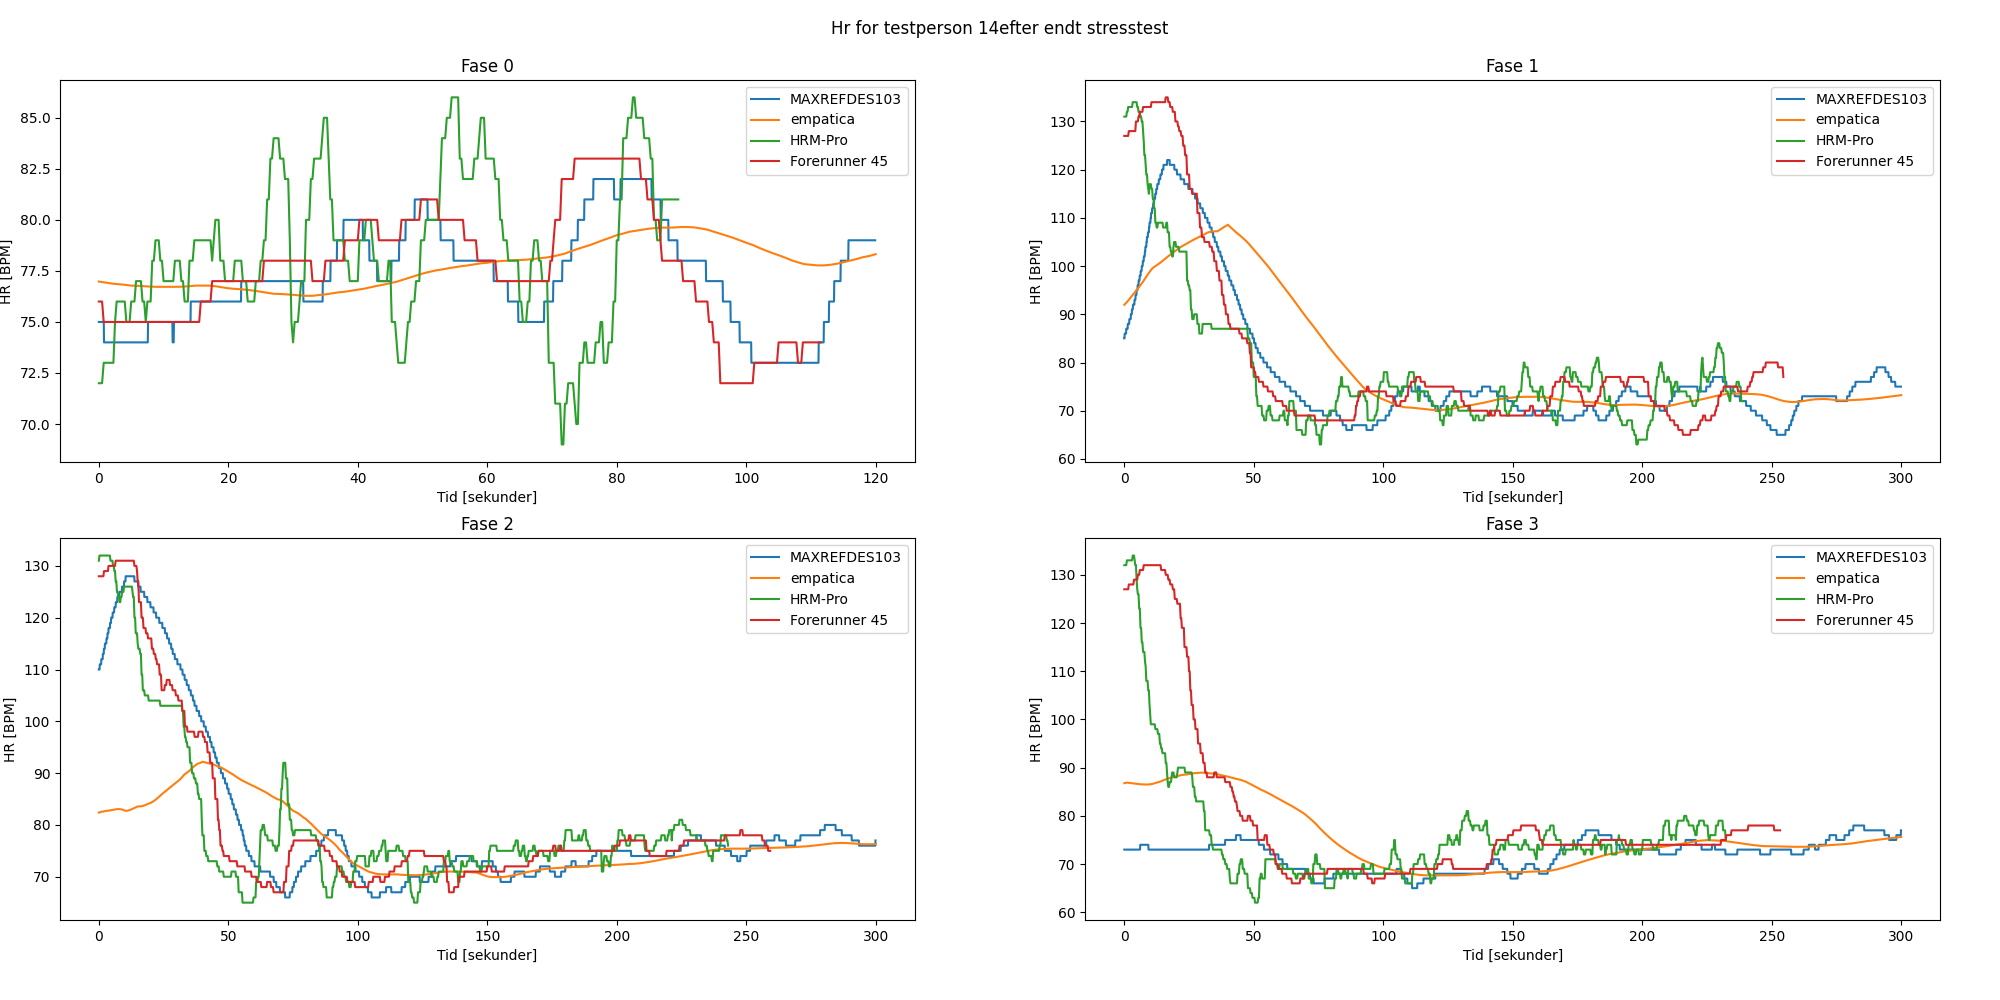 Hr for testperson 14efter endt stresstest
Fase 0
HR [BPM]
85.0
82.5
80.0
77.5
75.0
72.5
70.0
0 20 40 60 80 100 120
Tid [sekunder]
MAXREFDES103
empatica
HRM-Pro
Forerunner 45
Fase 1
HR [BPM]
130
120
110
100
90
80
70
60
0 50 100 150 200 250 300
Tid [sekunder]
MAXREFDES103
empatica
HRM-Pro
Forerunner 45
Fase 2
HR [BPM]
130
120
110
100
90
80
70
0 50 100 150 200 250 300
Tid [sekunder]
MAXREFDES103
empatica
HRM-Pro
Forerunner 45
Fase 3
HR [BPM]
130
120
110
100
90
80
70
60
0 50 100 150 200 250 300
Tid [sekunder]
MAXREFDES103
empatica
HRM-Pro
Forerunner 45